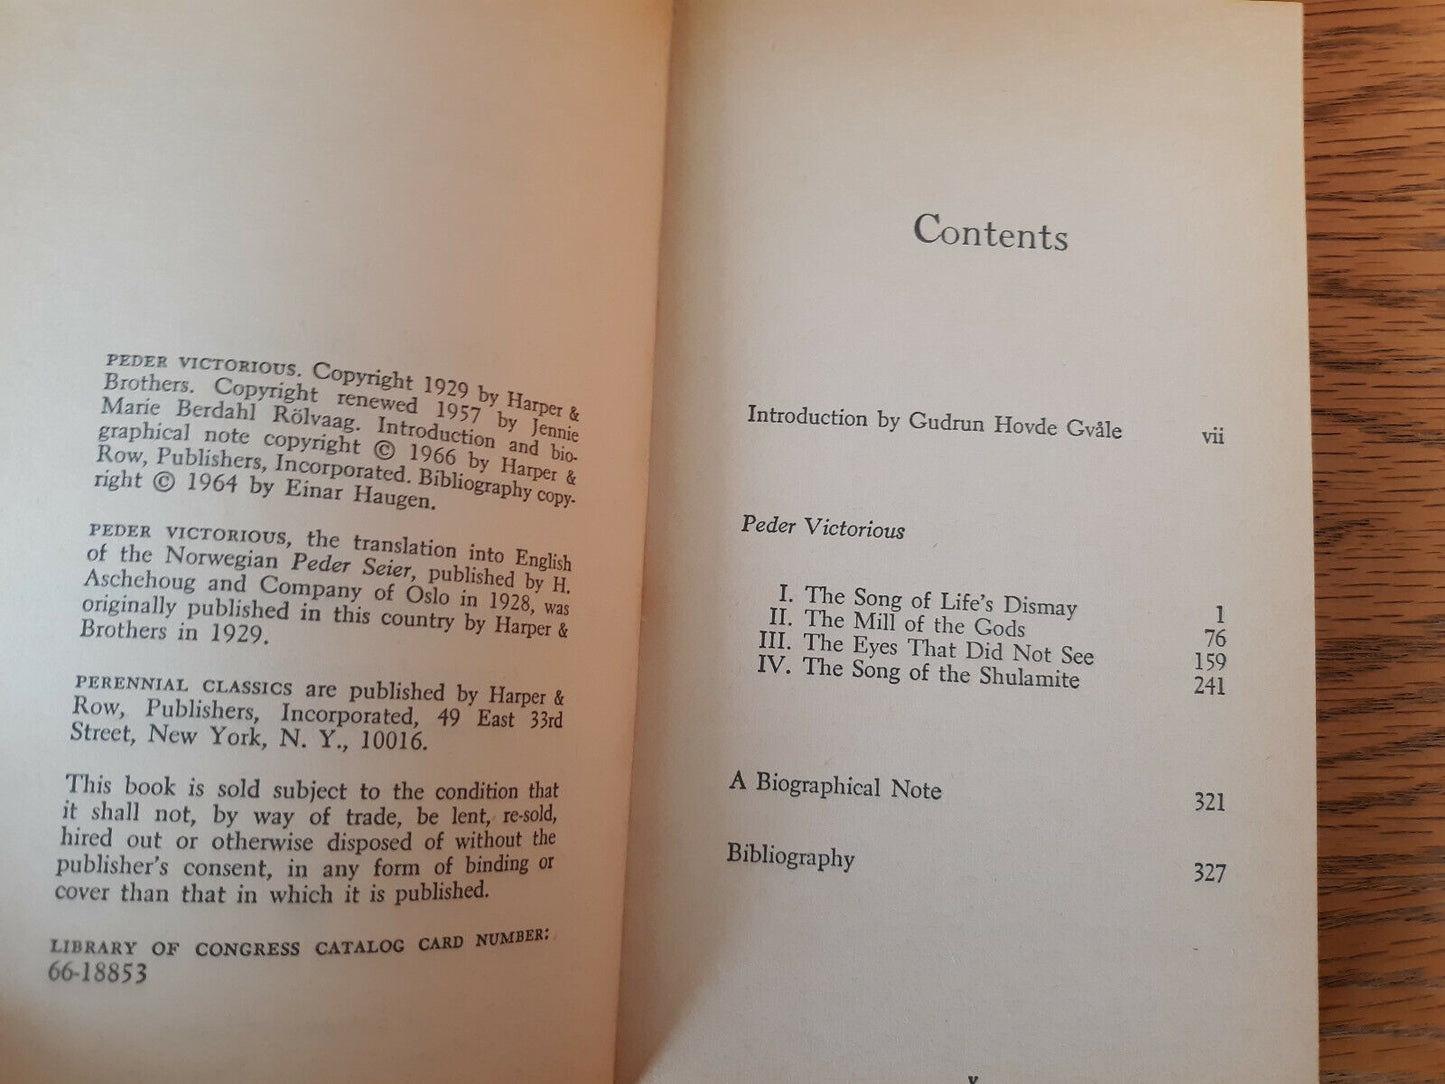 PEDER VICTORIOUS. Copyright 1929 by Harper &
Brothers. Copyright renewed 1957 by Jennie
Marie Berdahl Rölvaag. Introduction and bio-
graphical note copyright © 1966 by Harper &
Row, Publishers, Incorporated. Bibliography copy-
right © 1964 by Einar Haugen.
PEDER VICTORIOUS, the translation into English
of the Norwegian Peder Seier, published by H.
Aschehoug and Company of Oslo in 1928, was
originally published in this country by Harper &
Brothers in 1929.
PERENNIAL CLASSICS are published by Harper &
Row, Publishers, Incorporated, 49 East 33rd
Street, New York, N. Y., 10016.
This book is sold subject to the condition that
it shall not, by way of trade, be lent, re-sold,
hired out or otherwise disposed of without the
publisher's consent, in any form of binding or
cover than that in which it is published.
LIBRARY OF CONGRESS CATALOG CARD NUMBER:
66-18853
Contents
Introduction by Gudrun Hovde Gvåle vii
Peder Victorious
I. The Song of Life's Dismay 1
II. The Mill of the Gods 76
III. The Eyes That Did Not See 159
IV. The Song of the Shulamite 241
A Biographical Note 321
Bibliography 327
v